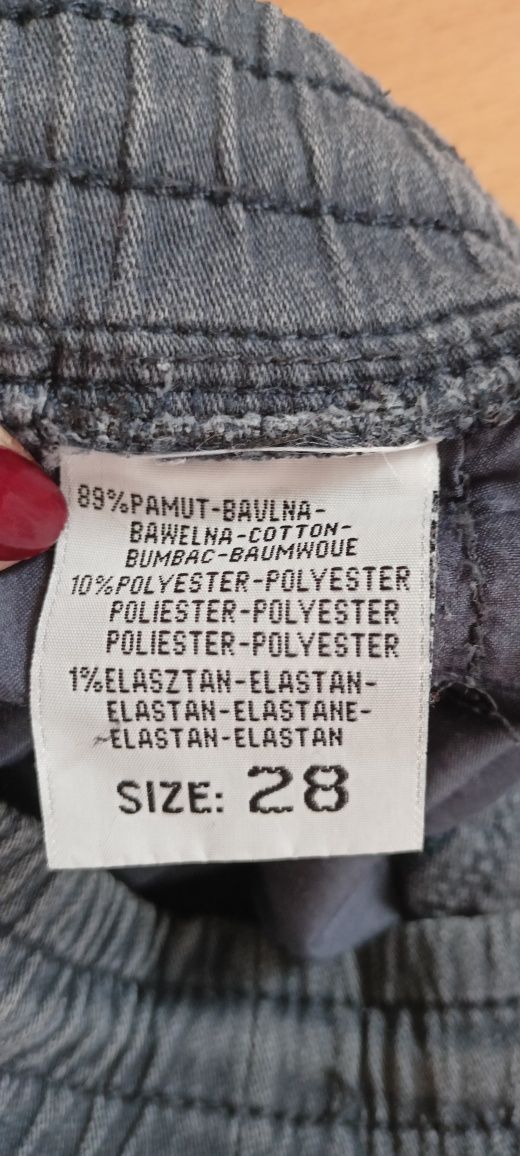 89%PAMUT-BAVLNA-
BAWELNA-COTTON-
BUMBAC-BAUMWOUE
10%POLYESTER-POLYESTER
POLIESTER-POLYESTER
POLIESTER-POLYESTER
1%ELASZTAN-ELASTAN-
ELASTAN-ELASTANE-
ELASTAN-ELASTAN
SIZE: 28